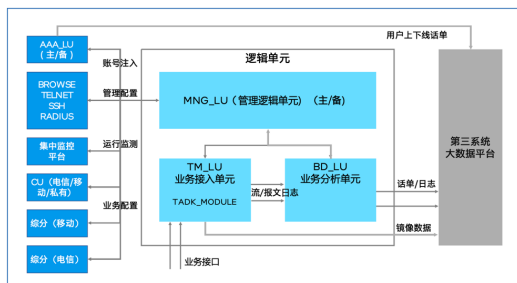 用户上下线话单
AAA_LU
（主/备）
账号注入
逻辑单元
BROWSE
TELNET
SSH
RADIUS
管理配置
MNG_LU（管理逻辑单元）（主/备）
集中监控
平台
运行监测
第三系统
大数据平台
TM_LU
业务接入单元
TADK_MODULE
BD_LU
业务分析单元
流/报文日志
话单/日志
CU（电信/移
动/私有）
业务配置
综分（移动）
镜像数据
综分（电信）
业务接口